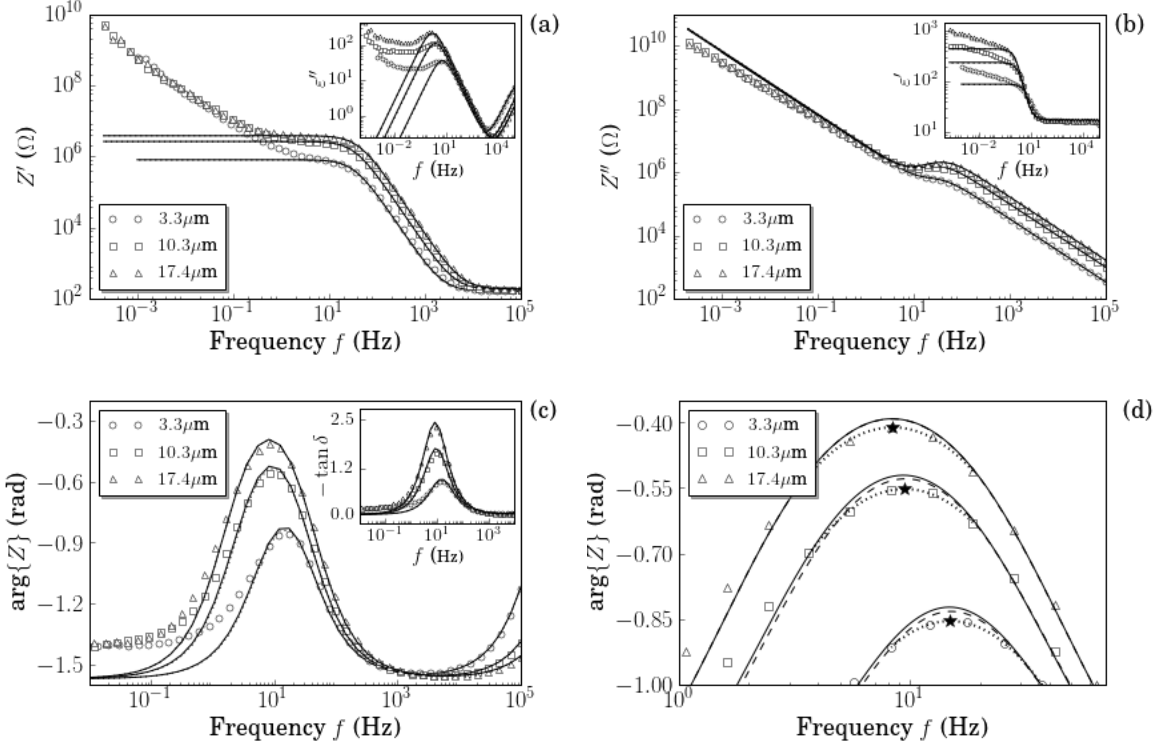 (a)
10^10
10^8
10^6
10^4
10^2
Z′ (Ω)
10^−3 10^−1 10^1 10^3 10^5
Frequency f (Hz)
3.3μm
10.3μm
17.4μm
10^2
10^1
10^0
ε″
10^−2 10^1 10^4
f (Hz)
(b)
10^10
10^8
10^6
10^4
10^2
Z″ (Ω)
10^−3 10^−1 10^1 10^3 10^5
Frequency f (Hz)
3.3μm
10.3μm
17.4μm
10^3
10^2
10^1
ε′
10^−2 10^1 10^4
f (Hz)
(c)
−0.3
−0.6
−0.9
−1.2
−1.5
arg{Z} (rad)
10^−1 10^1 10^3 10^5
Frequency f (Hz)
3.3μm
10.3μm
17.4μm
2.5
1.2
0.0
− tan δ
10^−1 10^1 10^3
f (Hz)
(d)
−0.40
−0.55
−0.70
−0.85
−1.00
arg{Z} (rad)
10^0 10^1
Frequency f (Hz)
3.3μm
10.3μm
17.4μm